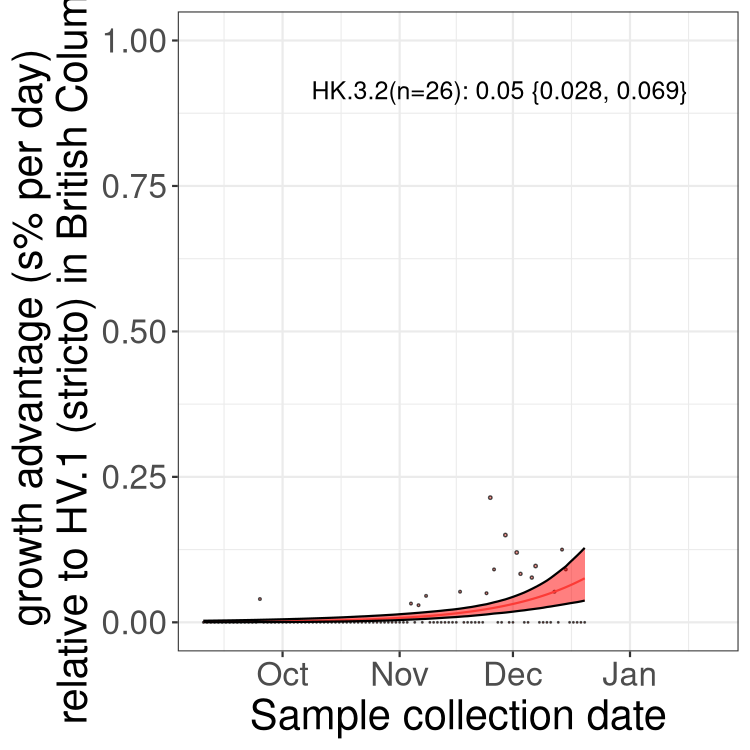 growth advantage (s% per day)
relative to HV.1 (stricto) in British Colum
1.00
0.75
0.50
0.25
0.00
HK.3.2(n=26): 0.05 {0.028, 0.069}
Oct Nov Dec Jan
Sample collection date